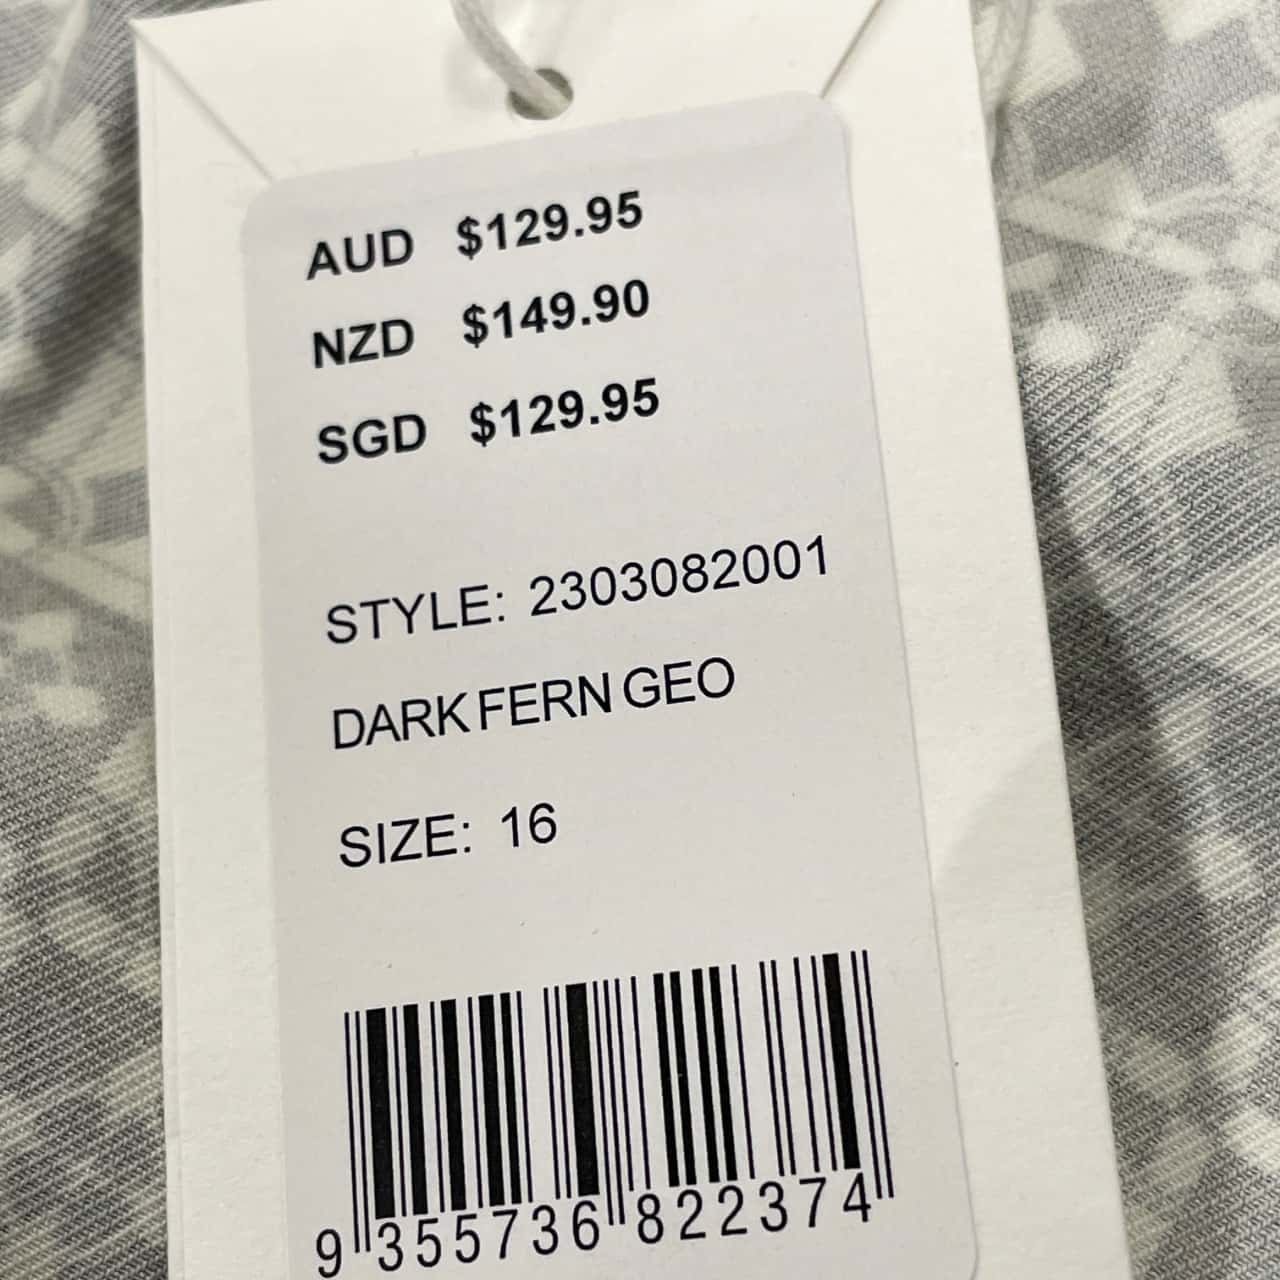 AUD $129.95
NZD $149.90
SGD $129.95
STYLE: 2303082001
DARK FERN GEO
SIZE: 16
9 355736 822374